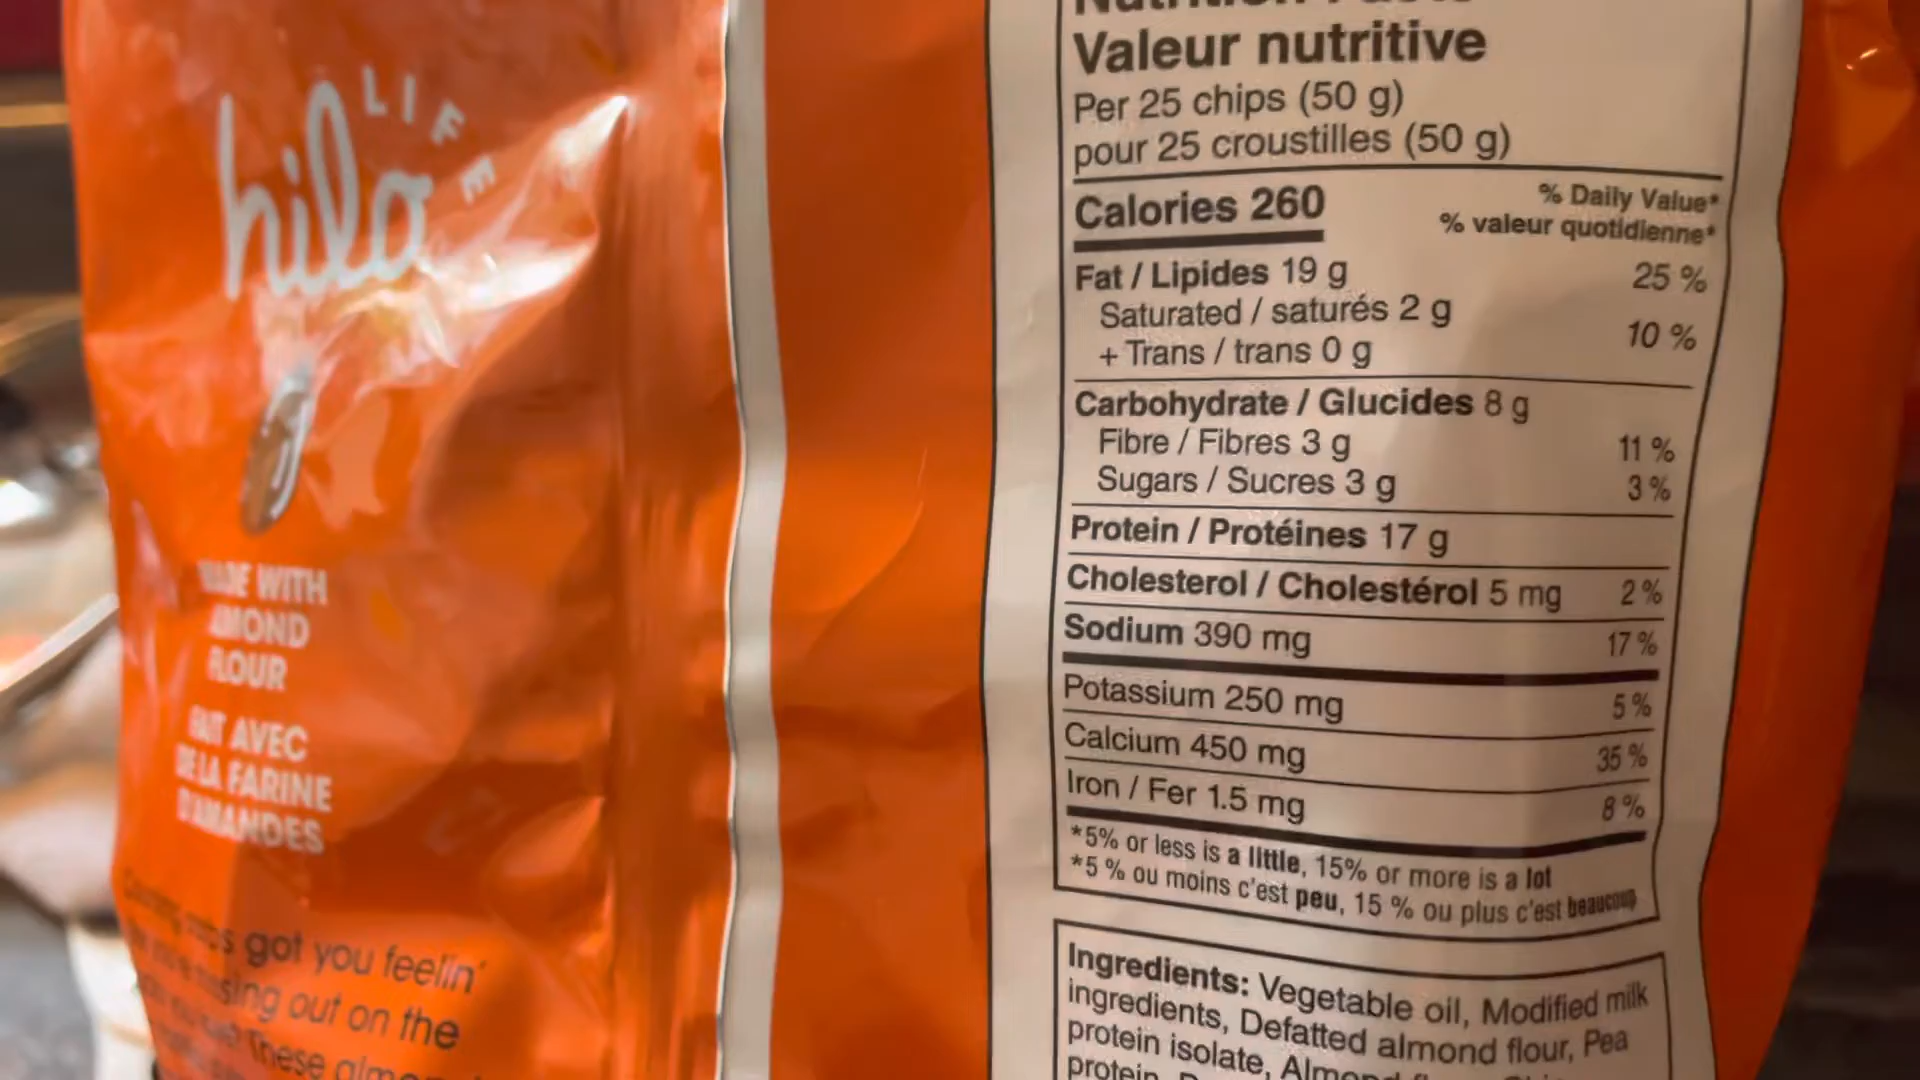 LIFE
hilo
MADE WITH
ALMOND
FLOUR
FAIT AVEC
DE LA FARINE
D'AMANDES
got you feelin'
out on the
These
Valeur nutritive
Per 25 chips (50 g)
pour 25 croustilles (50 g)
Calories 260
% Daily Value*
% valeur quotidienne*
Fat / Lipides 19 g 25 %
Saturated / saturés 2 g
+ Trans / trans 0 g 10 %
Carbohydrate / Glucides 8 g
Fibre / Fibres 3 g 11 %
Sugars / Sucres 3 g 3 %
Protein / Protéines 17 g
Cholesterol / Cholestérol 5 mg 2 %
Sodium 390 mg 17 %
Potassium 250 mg 5 %
Calcium 450 mg 35 %
Iron / Fer 1.5 mg 8 %
*5% or less is a little, 15% or more is a lot
*5 % ou moins c'est peu, 15 % ou plus c'est beaucoup
Ingredients: Vegetable oil, Modified milk
ingredients, Defatted almond flour, Pea
protein isolate,
protein